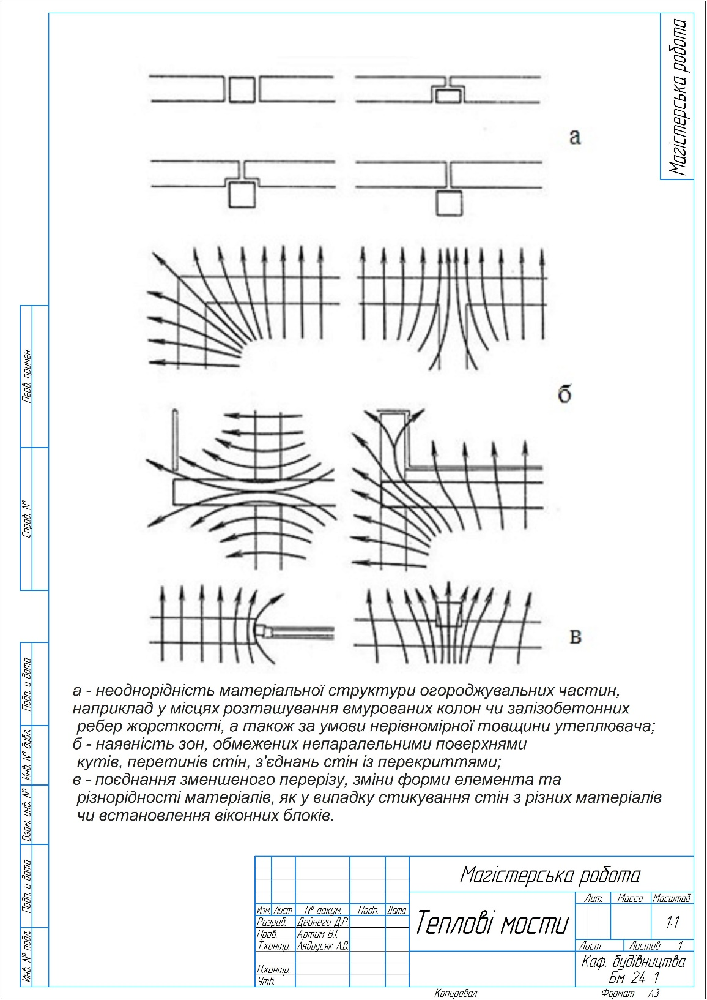 Магістерська робота
а
б
в
а - неоднорідність матеріальної структури огороджувальних частин,
наприклад у місцях розташування вмурованих колон чи залізобетонних
ребер жорсткості, а також за умови нерівномірної товщини утеплювача;
б - наявність зон, обмежених непаралельними поверхнями
кутів, перетинів стін, з'єднань стін із перекриттями;
в - поєднання зменшеного перерізу, зміни форми елемента та
різнорідності матеріалів, як у випадку стикування стін з різних матеріалів
чи встановлення віконних блоків.
Перв. примен.
Справ. №
Подп. и дата
Инв. № дубл.
Взам. инв. №
Подп. и дата
Инв. № подл.
Магістерська робота
Изм. Лист № докум. Подп. Дата
Разраб. Дейнега Д.Р.
Пров. Артим В.І.
Т.контр. Андрусяк А.В.
Н.контр.
Утв.
Теплові мости
Лит. Масса Масштаб
1:1
Лист Листов 1
Каф. будівництва
Бм-24-1
Копировал Формат А3